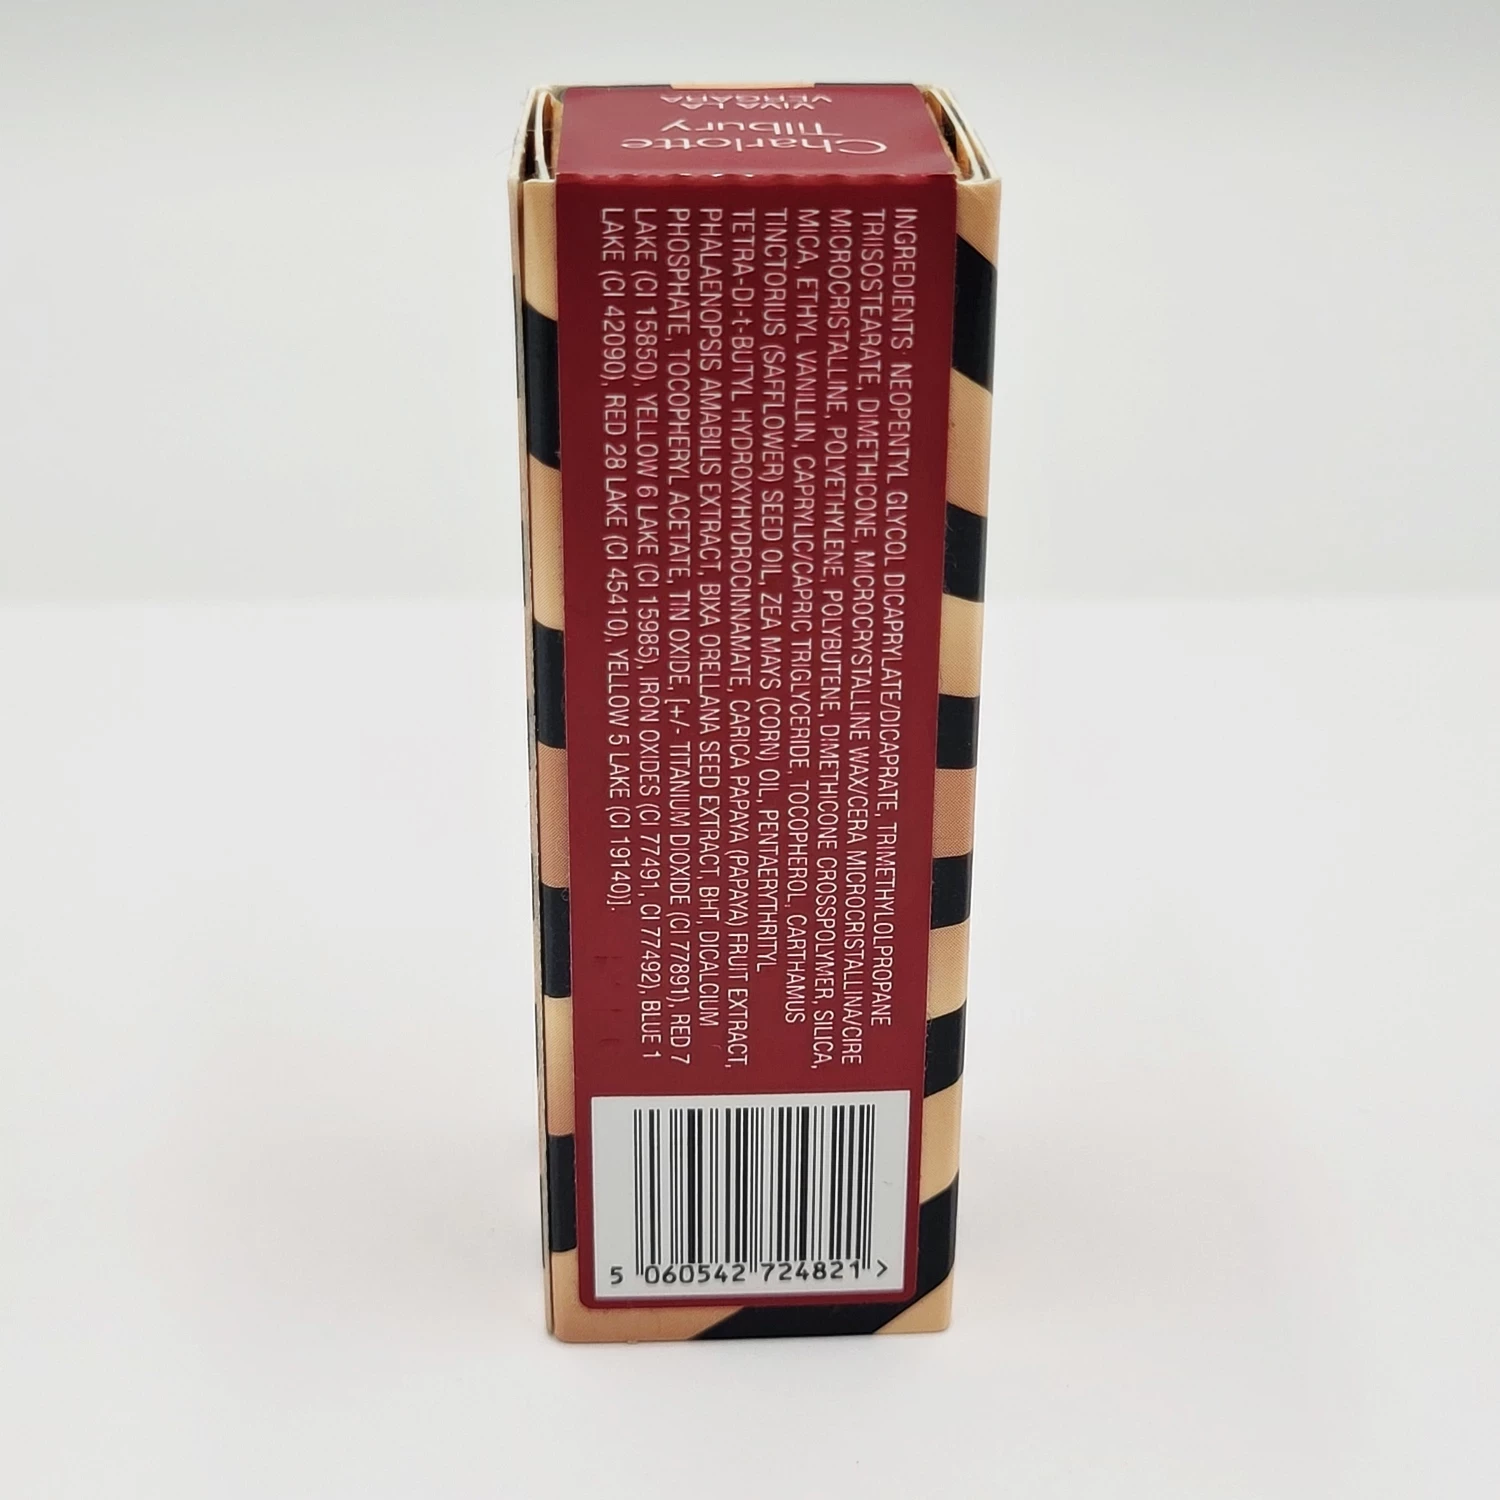 VIVA LA
VERGARA
Charlotte
Tilbury
INGREDIENTS: NEOPENTYL GLYCOL DICAPRYLATE/DICAPRATE, TRIMETHYLOLPROPANE
TRIISOSTEARATE, DIMETHICONE, MICROCRYSTALLINE WAX/CERA MICROCRISTALLINA/CIRE
MICROCRISTALLINE, POLYETHYLENE, POLYBUTENE, DIMETHICONE CROSSPOLYMER, SILICA,
MICA, ETHYL VANILLIN, CAPRYLIC/CAPRIC TRIGLYCERIDE, TOCOPHEROL, CARTHAMUS
TINCTORIUS (SAFFLOWER) SEED OIL, ZEA MAYS (CORN) OIL, PENTAERYTHRITYL
TETRA-DI-t-BUTYL HYDROXYHYDROCINNAMATE, CARICA PAPAYA (PAPAYA) FRUIT EXTRACT,
PHALAENOPSIS AMABILIS EXTRACT, BIXA ORELLANA SEED EXTRACT, BHT, DICALCIUM
PHOSPHATE, TOCOPHERYL ACETATE, TIN OXIDE, [+/- TITANIUM DIOXIDE (CI 77891), RED 7
LAKE (CI 15850), YELLOW 6 LAKE (CI 15985), IRON OXIDES (CI 77491, CI 77492), BLUE 1
LAKE (CI 42090), RED 28 LAKE (CI 45410), YELLOW 5 LAKE (CI 19140)].
5 060542 724821 >